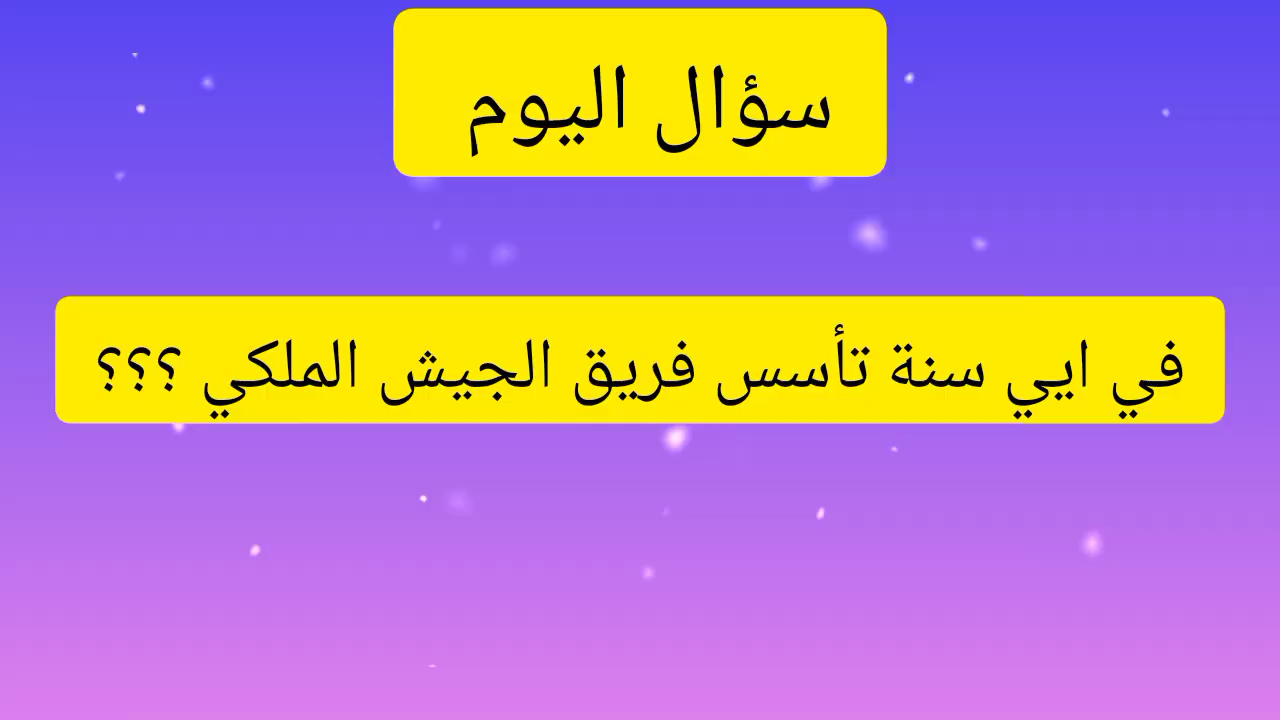 سؤال اليوم
في ايي سنة تأسس فريق الجيش الملكي ؟؟؟